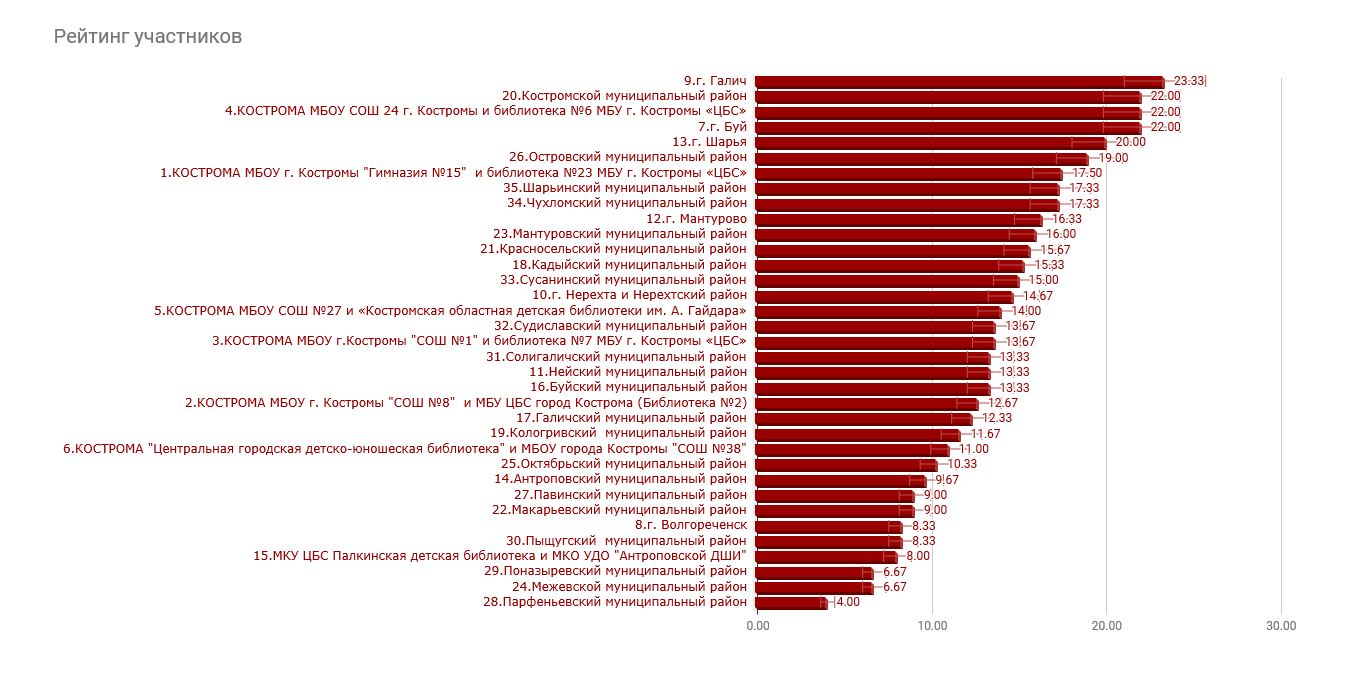 Рейтинг участников
9.г. Галич 23.33
20.Костромской муниципальный район 22.00
4.КОСТРОМА МБОУ СОШ 24 г. Костромы и библиотека №6 МБУ г. Костромы «ЦБС» 22.00
7.г. Буй 22.00
13.г. Шарья 20.00
26.Островский муниципальный район 19.00
1.КОСТРОМА МБОУ г. Костромы "Гимназия №15"  и библиотека №23 МБУ г. Костромы «ЦБС» 17.50
35.Шарьинский муниципальный район 17.33
34.Чухломский муниципальный район 17.33
12.г. Мантурово 16.33
23.Мантуровский муниципальный район 16.00
21.Красносельский муниципальный район 15.67
18.Кадыйский муниципальный район 15.33
33.Сусанинский муниципальный район 15.00
10.г. Нерехта и Нерехтский район 14.67
5.КОСТРОМА МБОУ СОШ №27 и «Костромская областная детская библиотеки им. А. Гайдара» 14.00
32.Судиславский муниципальный район 13.67
3.КОСТРОМА МБОУ г.Костромы "СОШ №1" и библиотека №7 МБУ г. Костромы «ЦБС» 13.67
31.Солигаличский муниципальный район 13.33
11.Нейский муниципальный район 13.33
16.Буйский муниципальный район 13.33
2.КОСТРОМА МБОУ г. Костромы "СОШ №8"  и МБУ ЦБС город Кострома (Библиотека №2) 12.67
17.Галичский муниципальный район 12.33
19.Кологривский  муниципальный район 11.67
6.КОСТРОМА "Центральная городская детско-юношеская библиотека" и МБОУ города Костромы "СОШ №38" 11.00
25.Октябрьский муниципальный район 10.33
14.Антроповский муниципальный район 9.67
27.Павинский муниципальный район 9.00
22.Макарьевский муниципальный район 9.00
8.г. Волгореченск 8.33
30.Пыщугский  муниципальный район 8.33
15.МКУ ЦБС Палкинская детская библиотека и МКО УДО "Антроповской ДШИ" 8.00
29.Поназыревский муниципальный район 6.67
24.Межевской муниципальный район 6.67
28.Парфеньевский муниципальный район 4.00
0.00 10.00 20.00 30.00